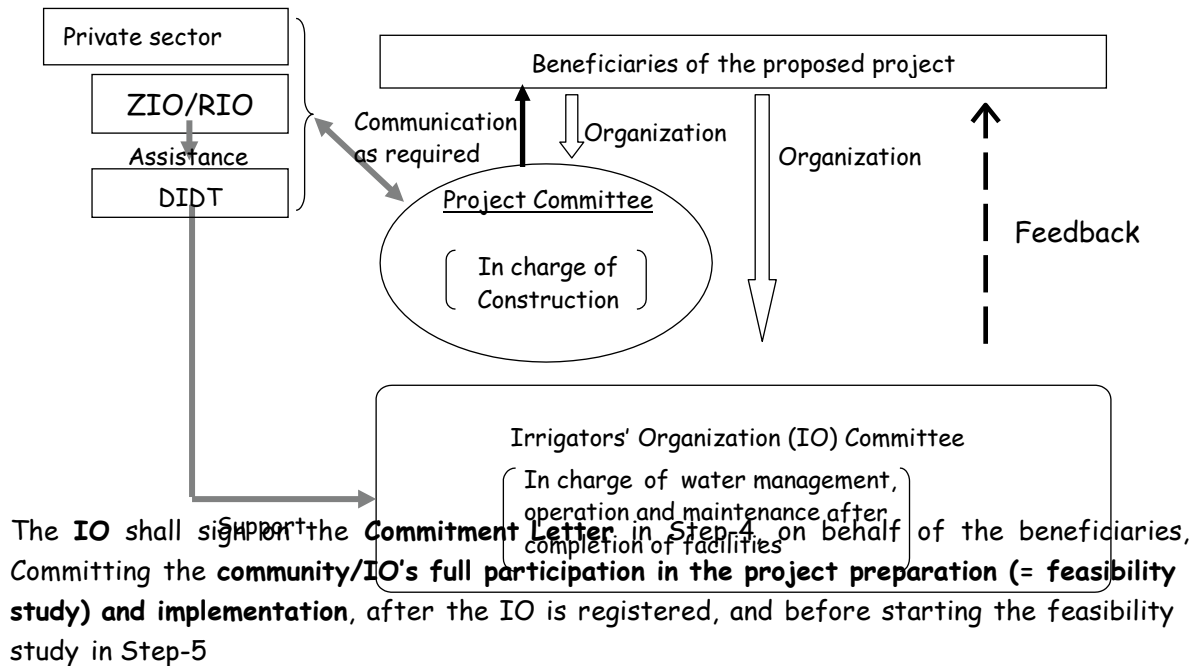 Private sector
ZIO/RIO
Assistance
DIDT
Communication
as required
Beneficiaries of the proposed project
Organization
Organization
Feedback
Project Committee
In charge of
Construction
Irrigators' Organization (IO) Committee
In charge of water management,
operation and maintenance after
completion of facilities
Support
The IO shall sign on the Commitment Letter in Step-4, on behalf of the beneficiaries,
Committing the community/IO's full participation in the project preparation (= feasibility
study) and implementation, after the IO is registered, and before starting the feasibility
study in Step-5